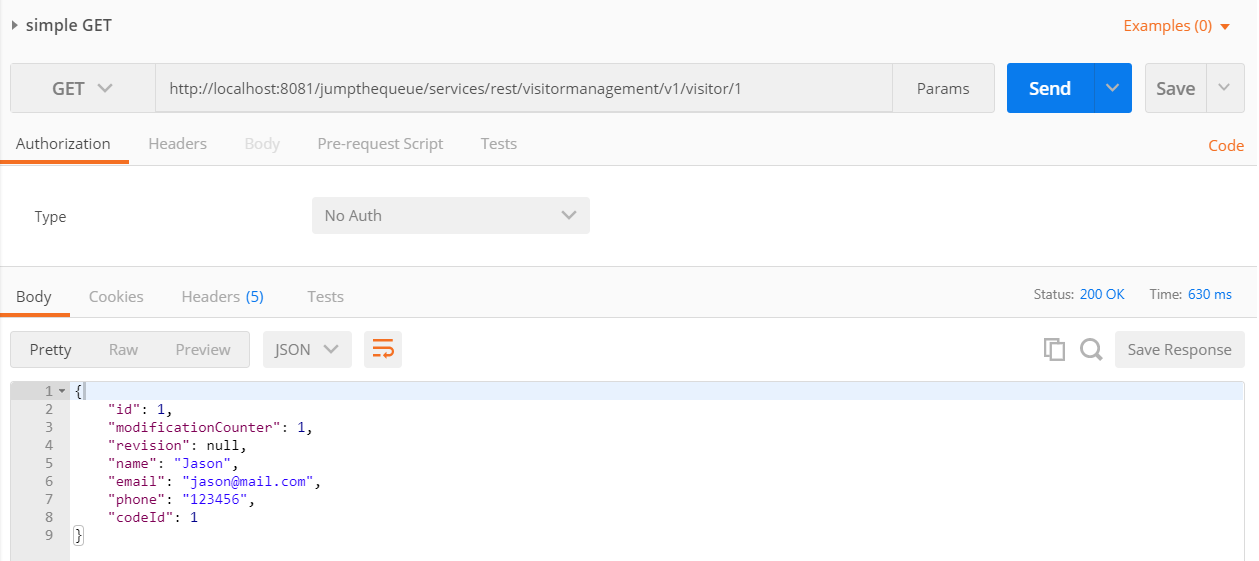 simple GET Examples (0)
GET http://localhost:8081/jumpthequeue/services/rest/visitormanagement/v1/visitor/1 Params Send Save
Authorization Headers Body Pre-request Script Tests Code
Type No Auth
Body Cookies Headers (5) Tests Status: 200 OK Time: 630 ms
Pretty Raw Preview JSON Save Response
1 {
2 "id": 1,
3 "modificationCounter": 1,
4 "revision": null,
5 "name": "Jason",
6 "email": "jason@mail.com",
7 "phone": "123456",
8 "codeId": 1
9 }